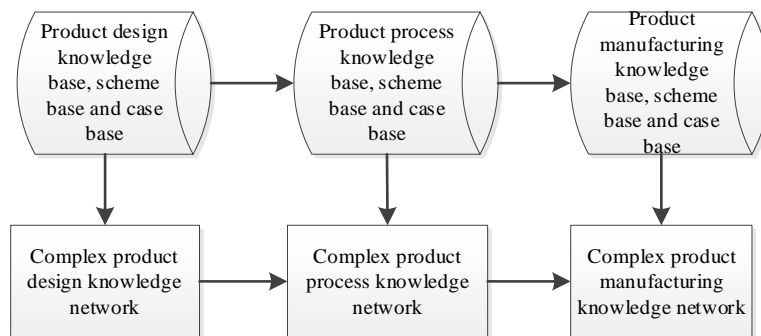 Product design
knowledge
base, scheme
base and case
base
Product process
knowledge
base, scheme
base and case
base
Product
manufacturing
knowledge
base, scheme
base and case
base
Complex product
design knowledge
network
Complex product
process knowledge
network
Complex product
manufacturing
knowledge network